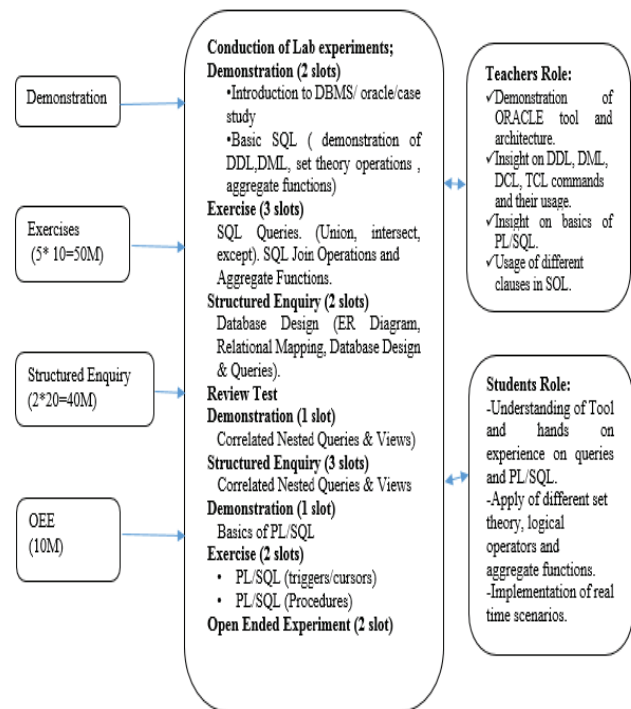 Demonstration
Exercises
(5* 10=50M)
Structured Enquiry
(2*20=40M)
OEE
(10M)
Conduction of Lab experiments;
Demonstration (2 slots)
•Introduction to DBMS/ oracle/case
study
•Basic SQL ( demonstration of
DDL,DML, set theory operations ,
aggregate functions)
Exercise (3 slots)
SQL Queries. (Union, intersect,
except). SQL Join Operations and
Aggregate Functions.
Structured Enquiry (2 slots)
Database Design (ER Diagram,
Relational Mapping, Database Design
& Queries).
Review Test
Demonstration (1 slot)
Correlated Nested Queries & Views)
Structured Enquiry (3 slots)
Correlated Nested Queries & Views
Demonstration (1 slot)
Basics of PL/SQL
Exercise (2 slots)
• PL/SQL (triggers/cursors)
• PL/SQL (Procedures)
Open Ended Experiment (2 slot)
Teachers Role:
✓Demonstration of
ORACLE tool and
architecture.
✓Insight on DDL, DML,
DCL, TCL commands
and their usage.
✓Insight on basics of
PL/SQL.
✓Usage of different
clauses in SQL.
Students Role:
-Understanding of Tool
and hands on
experience on queries
and PL/SQL.
-Apply of different set
theory, logical
operators and
aggregate functions.
-Implementation of real
time scenarios.